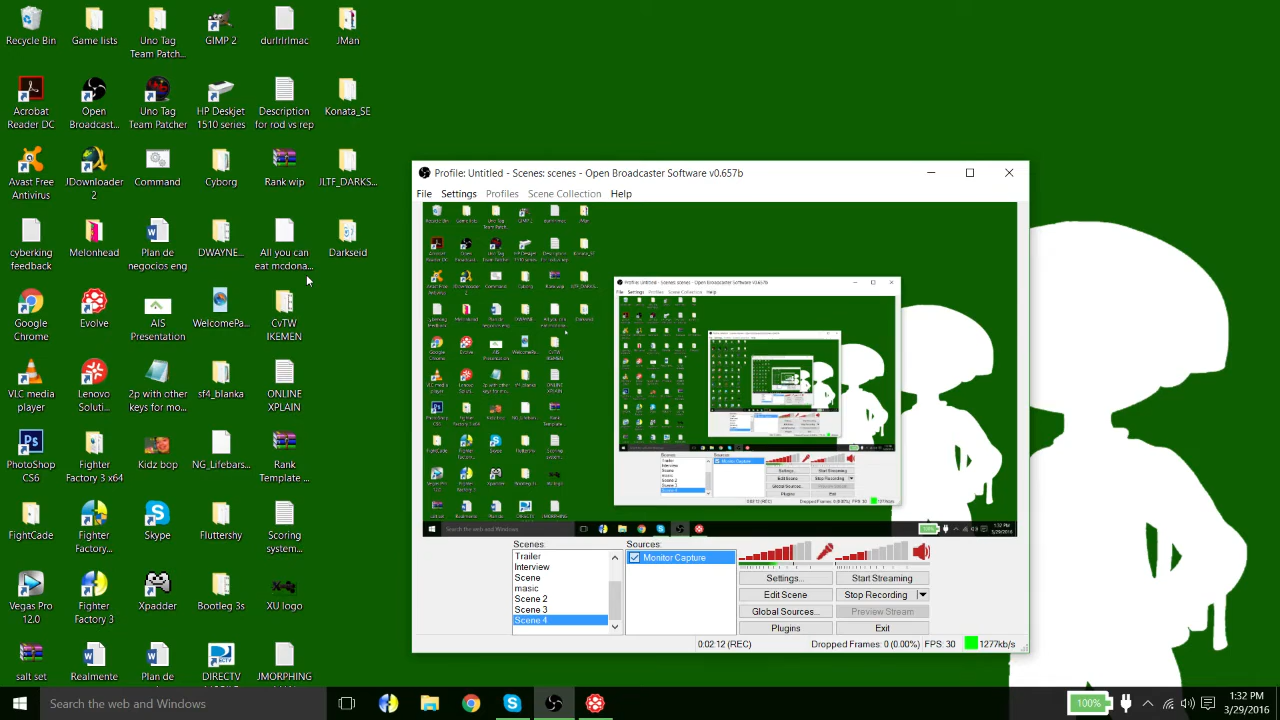 Recycle Bin
Game lists
Uno Tag
Team Patch...
GIMP 2
durlrlrlmac
JMan
Acrobat
Reader DC
Open
Broadcast...
Uno Tag
Team Patcher
HP Deskjet
1510 series
Description
for rod vs rep
Konata_SE
Avast Free
Antivirus
JDownloader
2
Command
Cyborg
Rank wip
JLTF_DARKS...
cyberking
feedback
Melonhead
Plan de
negocios eng
DWAYNE...
All you can
eat mcdona...
Darkseid
Google
Chrome
Evolve
AIS
Presentation
WelcomePa...
CvTW
IKEMEN
VLC media
player
Lenovo
Soluti...
2p with other
keys for mo...
sf4_blanka
ONLINE
XPLAIN
PhoShir
CS6
Fighter
Factory 3 x64
Kidz bop
NG_Lifebars...
Rank
Template ...
FightCade
Fighter
Factory...
Skype
Fluttershy
Scoring
system...
Vegas Pro
12.0
Fighter
Factory 3
Xpadder
Bootleg 3s
XU logo
salt set
Realmente
Plan de
DIRECTV
JMORPHING
Profile: Untitled - Scenes: scenes - Open Broadcaster Software v0.657b
File Settings Profiles Scene Collection Help
Scenes:
Trailer
Interview
Scene
music
Scene 2
Scene 3
Scene 4
Sources:
Monitor Capture
Settings...
Start Streaming
Edit Scene
Stop Recording
Global Sources...
Preview Stream
Plugins
Exit
0:02:12 (REC)
Dropped Frames: 0 (0.00%)
FPS: 30
1277kb/s
Search the web and Windows
100%
1:32 PM
3/29/2016